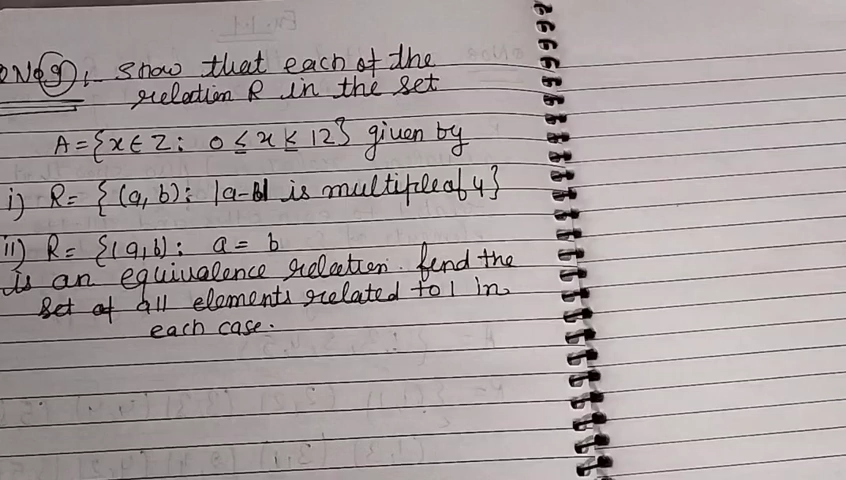 QNo 9. Show that each of the
relation R in the set
A = {x ∈ Z : 0 ≤ x ≤ 12} given by
i) R = { (a, b) : |a-b| is multiple of 4}
ii) R = {(a,b) : a = b
is an equivalence relation. find the
set of all elements related to 1 in
each case.